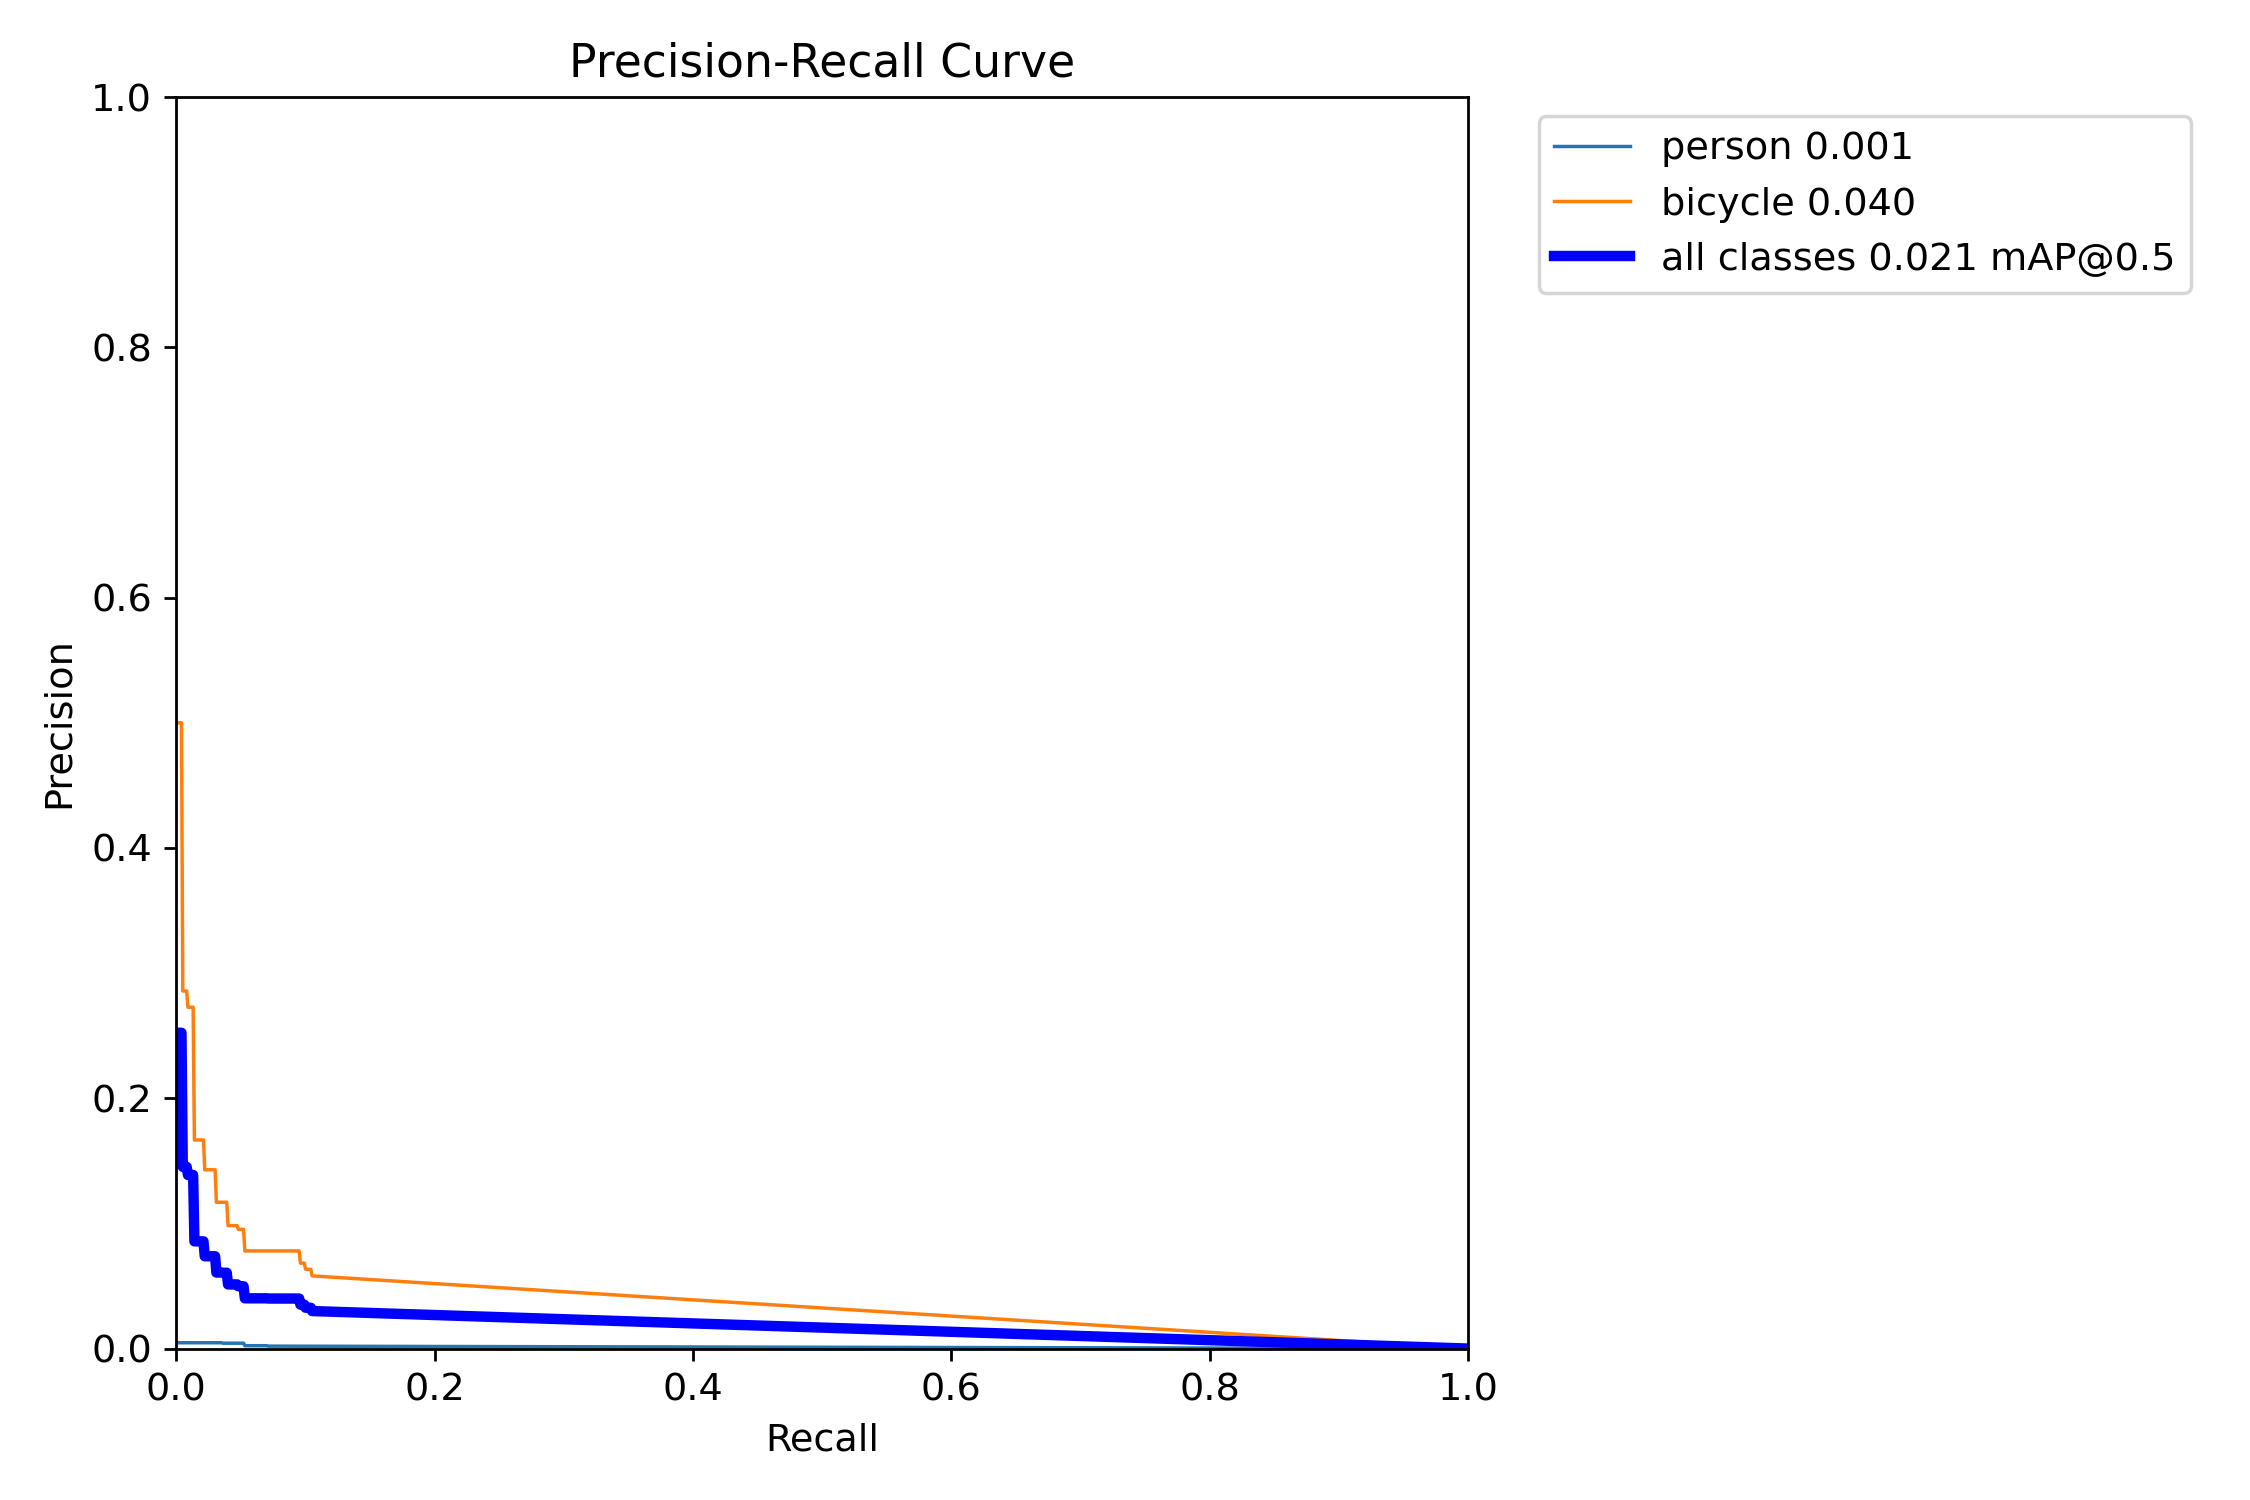 Precision-Recall Curve
1.0
0.8
0.6
0.4
0.2
0.0
Precision
0.0 0.2 0.4 0.6 0.8 1.0
Recall
person 0.001
bicycle 0.040
all classes 0.021 mAP@0.5